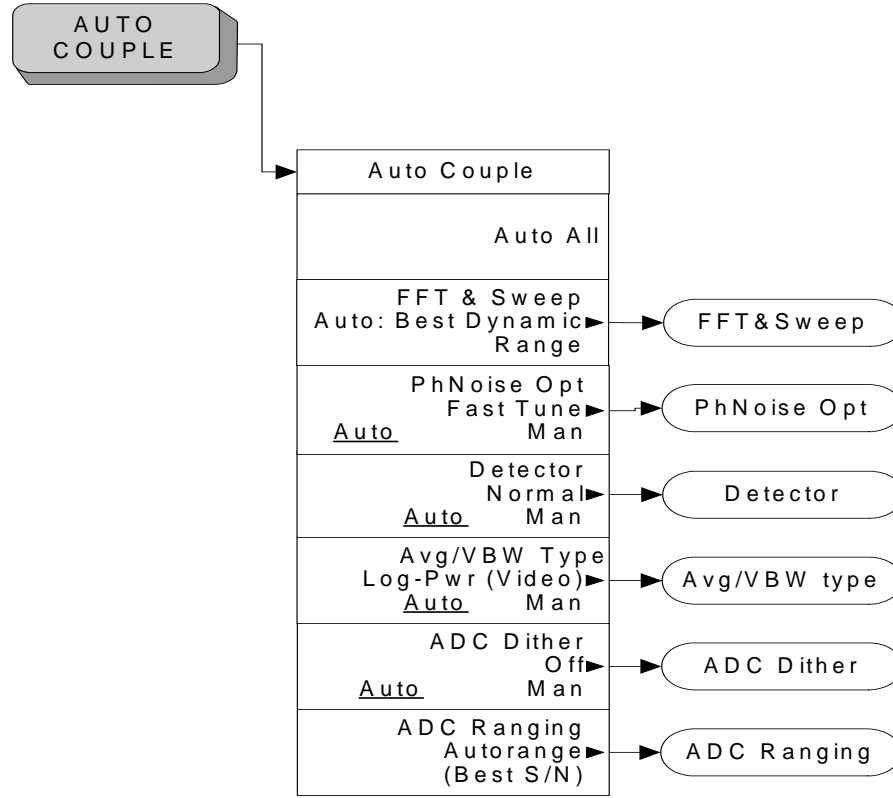 AUTO
COUPLE
Auto Couple
Auto All
FFT & Sweep
Auto: Best Dynamic
Range
FFT&Sweep
PhNoise Opt
Fast Tune
Auto Man
PhNoise Opt
Detector
Normal
Auto Man
Detector
Avg/VBW Type
Log-Pwr (Video)
Auto Man
Avg/VBW type
ADC Dither
Off
Auto Man
ADC Dither
ADC Ranging
Autorange
(Best S/N)
ADC Ranging